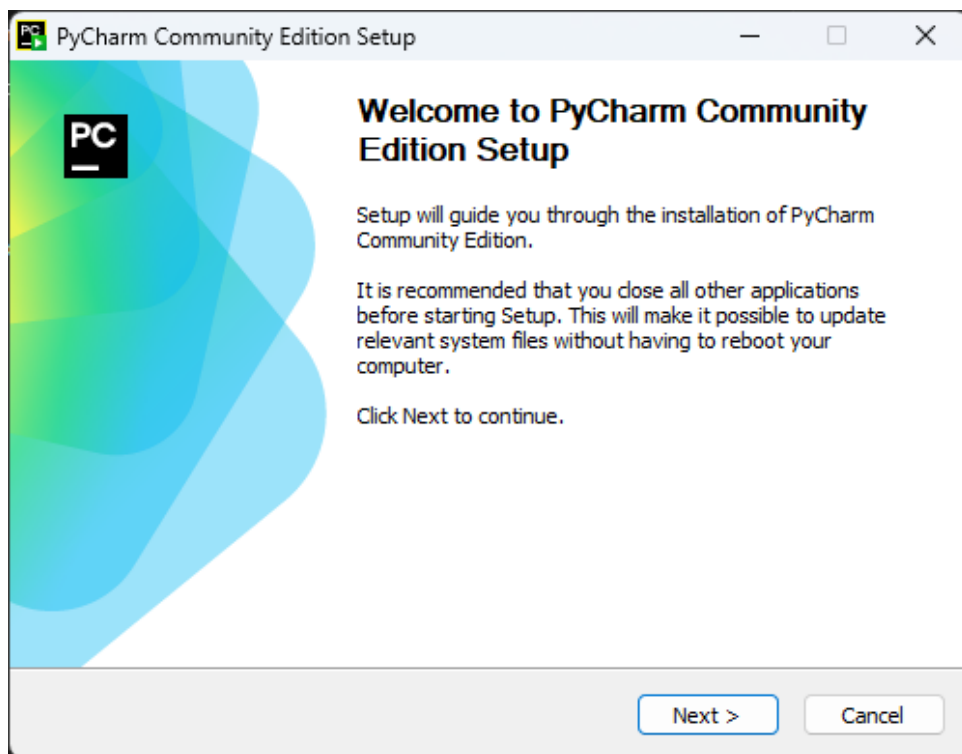 PyCharm Community Edition Setup
PC
Welcome to PyCharm Community
Edition Setup
Setup will guide you through the installation of PyCharm
Community Edition.
It is recommended that you close all other applications
before starting Setup. This will make it possible to update
relevant system files without having to reboot your
computer.
Click Next to continue.
Next >
Cancel